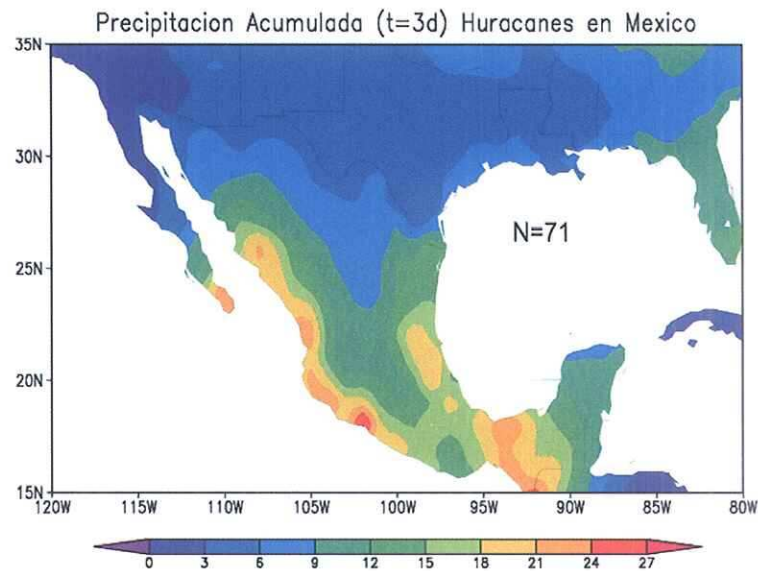 Precipitacion Acumulada (t=3d) Huracanes en Mexico
35N
30N
N=71
25N
20N
15N
120W 115W 110W 105W 100W 95W 90W 85W 80W
0 3 6 9 12 15 18 21 24 27